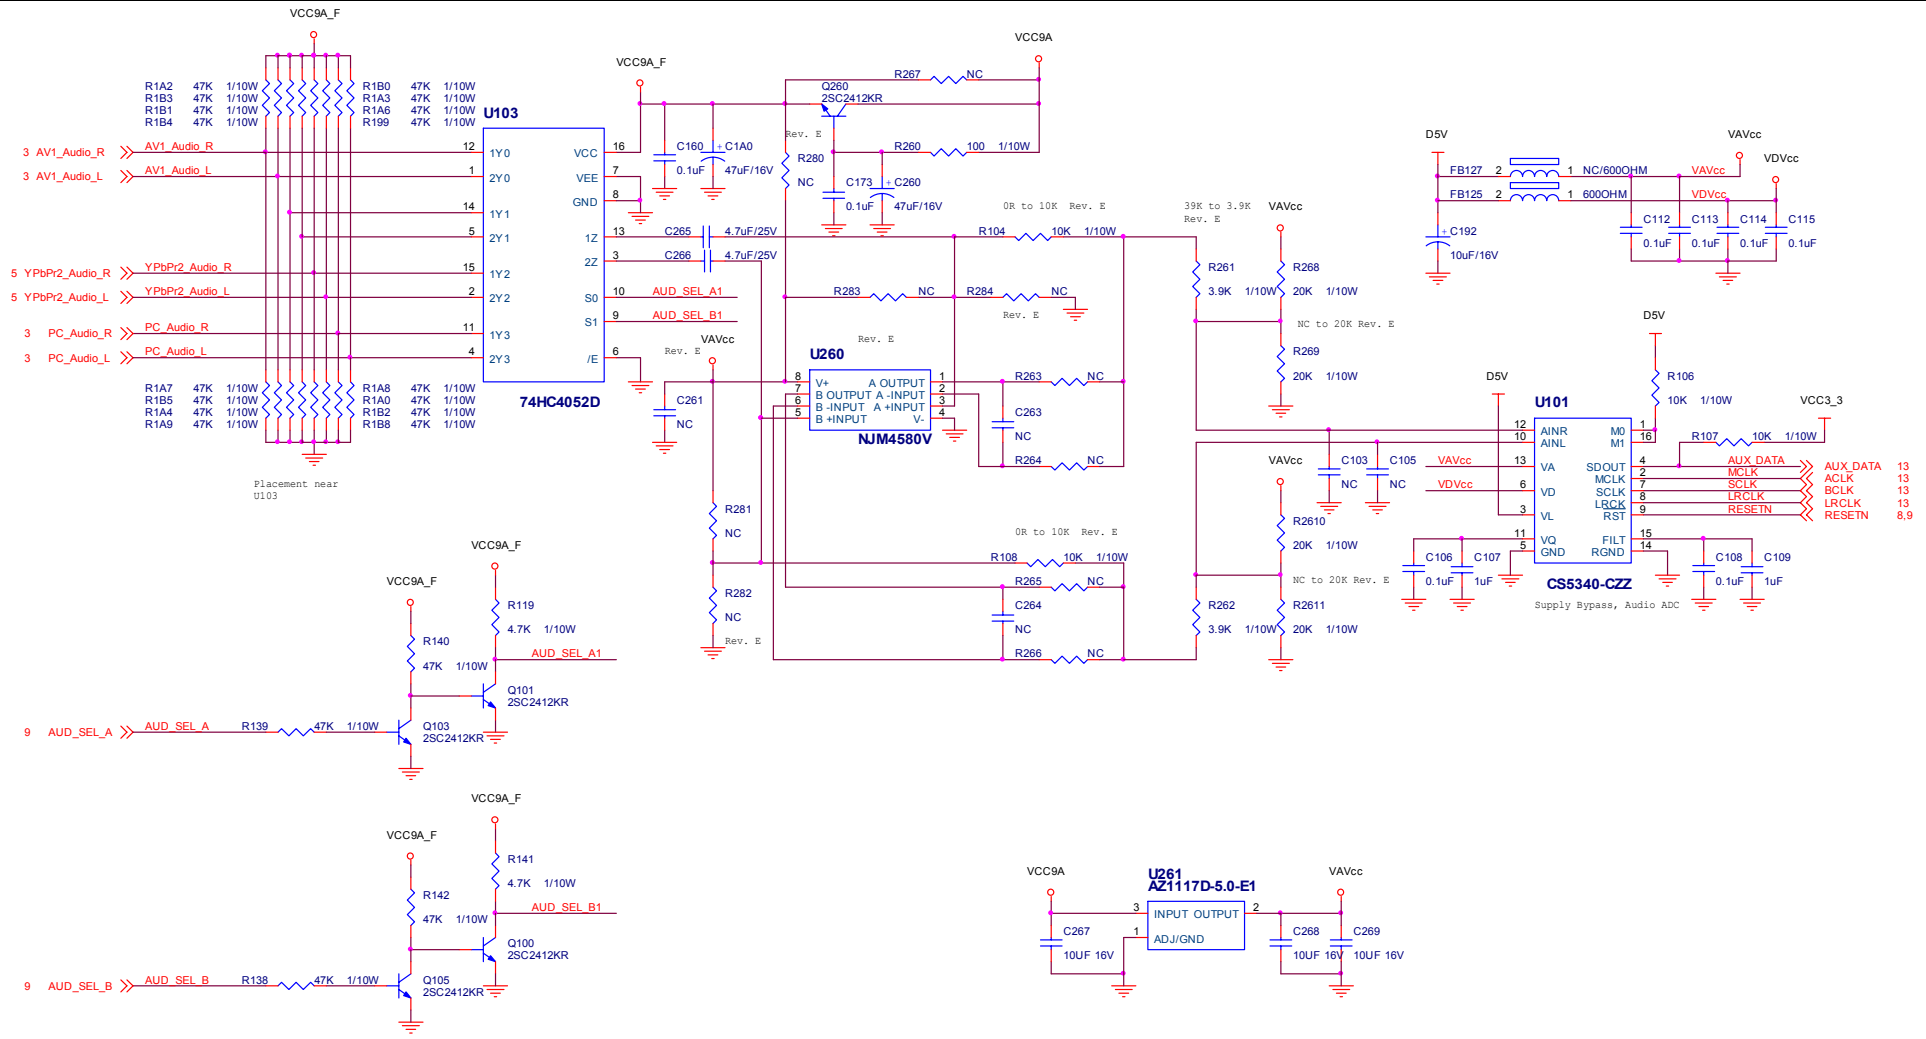 VCC9A_F
R1A2 47K 1/10W
R1B3 47K 1/10W
R1B1 47K 1/10W
R1B4 47K 1/10W
R1B0 47K 1/10W
R1A3 47K 1/10W
R1A6 47K 1/10W
R199 47K 1/10W
3 AV1_Audio_R AV1_Audio_R
3 AV1_Audio_L AV1_Audio_L
5 YPbPr2_Audio_R YPbPr2_Audio_R
5 YPbPr2_Audio_L YPbPr2_Audio_L
3 PC_Audio_R PC_Audio_R
3 PC_Audio_L PC_Audio_L
R1A7 47K 1/10W
R1B5 47K 1/10W
R1A4 47K 1/10W
R1A9 47K 1/10W
R1A8 47K 1/10W
R1A0 47K 1/10W
R1B2 47K 1/10W
R1B8 47K 1/10W
Placement near
U103
U103
12 1Y0 VCC 16
1 2Y0 VEE 7
GND 8
14 1Y1
5 2Y1 1Z 13
2Z 3
15 1Y2
2 2Y2 S0 10 AUD_SEL_A1
S1 9 AUD_SEL_B1
11 1Y3
4 2Y3 /E 6
74HC4052D
VCC9A_F
C160
0.1uF
+ C1A0
47uF/16V
VCC9A
R267 NC
Q260
2SC2412KR
Rev. E
R280
NC
R260 100 1/10W
C173
0.1uF
+ C260
47uF/16V
C265 4.7uF/25V
C266 4.7uF/25V
0R to 10K Rev. E
R104 10K 1/10W
R283 NC
R284 NC
Rev. E
VAVcc
Rev. E
C261
NC
Rev. E
U260
8 V+ A OUTPUT 1
7 B OUTPUT A -INPUT 2
6 B -INPUT A +INPUT 3
5 B +INPUT V- 4
NJM4580V
R263 NC
C263
NC
R264 NC
R281
NC
R282
NC
Rev. E
0R to 10K Rev. E
R108 10K 1/10W
R265 NC
C264
NC
R266 NC
39K to 3.9K
Rev. E
VAVcc
R261
3.9K 1/10W
R268
20K 1/10W
NC to 20K Rev. E
R269
20K 1/10W
VAVcc
R2610
20K 1/10W
NC to 20K Rev. E
R262
3.9K 1/10W
R2611
20K 1/10W
D5V
FB127 2 1 NC/600OHM VAVcc
FB125 2 1 600OHM VDVcc
VAVcc
VDVcc
+ C192
10uF/16V
C112
0.1uF
C113
0.1uF
C114
0.1uF
C115
0.1uF
D5V
R106
10K 1/10W
VCC3_3
R107 10K 1/10W
D5V
C103
NC
C105
NC
VAVcc
VDVcc
U101
12 AINR M0 1
10 AINL M1 16
13 VA SDOUT 4
MCLK 2
6 VD SCLK 7
LRCK 8
3 VL RST 9
11 VQ FILT 15
5 GND RGND 14
CS5340-CZZ
Supply Bypass, Audio ADC
AUX_DATA AUX_DATA 13
MCLK ACLK 13
SCLK BCLK 13
LRCLK LRCLK 13
RESETN RESETN 8,9
C106
0.1uF
C107
1uF
C108
0.1uF
C109
1uF
VCC9A_F
VCC9A_F
R119
4.7K 1/10W
R140
47K 1/10W
AUD_SEL_A1
Q101
2SC2412KR
9 AUD_SEL_A AUD_SEL_A R139 47K 1/10W
Q103
2SC2412KR
VCC9A_F
VCC9A_F
R141
4.7K 1/10W
R142
47K 1/10W
AUD_SEL_B1
Q100
2SC2412KR
9 AUD_SEL_B AUD_SEL_B R138 47K 1/10W
Q105
2SC2412KR
VCC9A
U261
AZ1117D-5.0-E1
VAVcc
3 INPUT OUTPUT 2
1 ADJ/GND
C267
10UF 16V
C268
10UF 16V
C269
10UF 16V